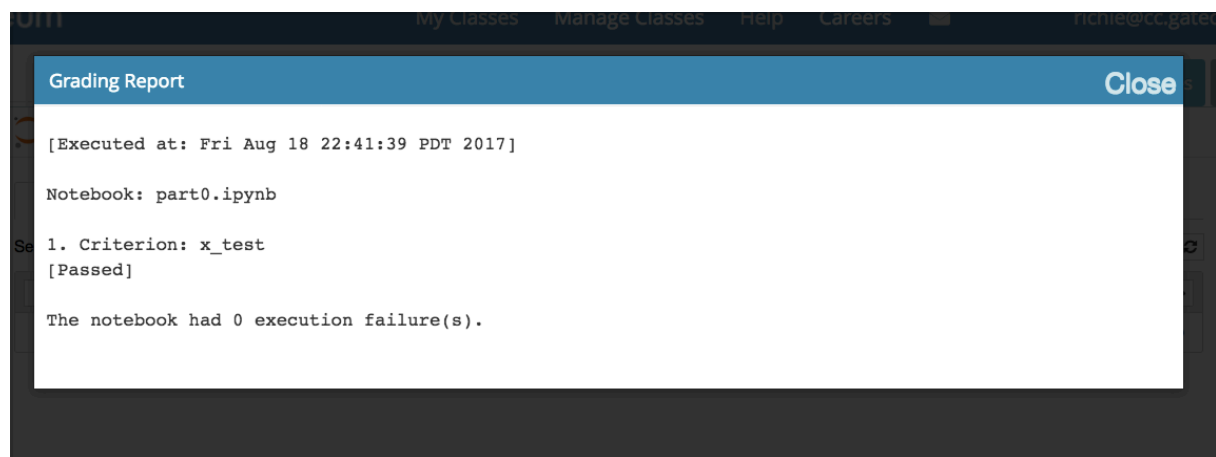 My Classes Manage Classes Help Careers
Grading Report Close
[Executed at: Fri Aug 18 22:41:39 PDT 2017]
Notebook: part0.ipynb
Se
1. Criterion: x_test
[Passed]
The notebook had 0 execution failure(s).